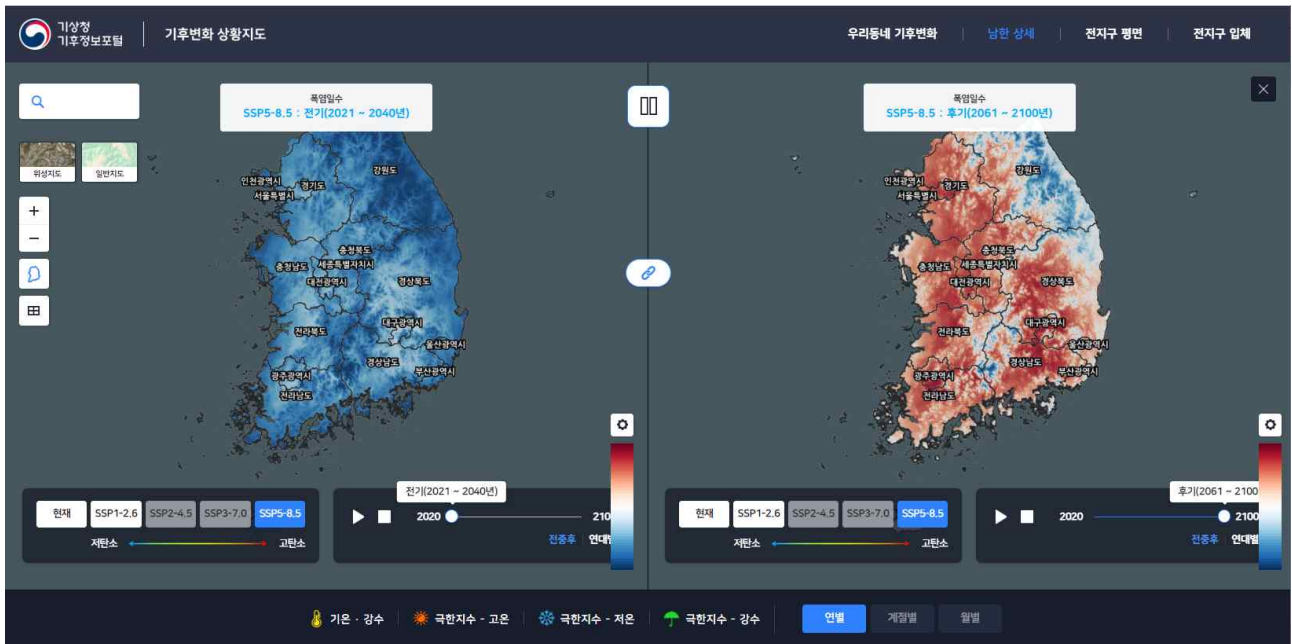 기상청
기후정보포털
기후변화 상황지도
우리동네 기후변화
남한 상세
전지구 평면
전지구 입체
폭염일수
SSP5-8.5 : 전기(2021 ~ 2040년)
위성지도
일반지도
+
−
인천광역시
서울특별시
경기도
강원도
충청북도
충청남도
세종특별자치시
대전광역시
경상북도
전라북도
대구광역시
울산광역시
경상남도
부산광역시
광주광역시
전라남도
현재
SSP1-2.6
SSP2-4.5
SSP3-7.0
SSP5-8.5
저탄소
고탄소
전기(2021 ~ 2040년)
2020
210
전중후
연대별
폭염일수
SSP5-8.5 : 후기(2061 ~ 2100년)
인천광역시
서울특별시
경기도
강원도
충청북도
충청남도
세종특별자치시
대전광역시
경상북도
전라북도
대구광역시
울산광역시
경상남도
부산광역시
광주광역시
전라남도
현재
SSP1-2.6
SSP2-4.5
SSP3-7.0
SSP5-8.5
저탄소
고탄소
후기(2061 ~ 2100
2020
2100
전중후
연대별
기온 · 강수
극한지수 - 고온
극한지수 - 저온
극한지수 - 강수
연별
계절별
월별